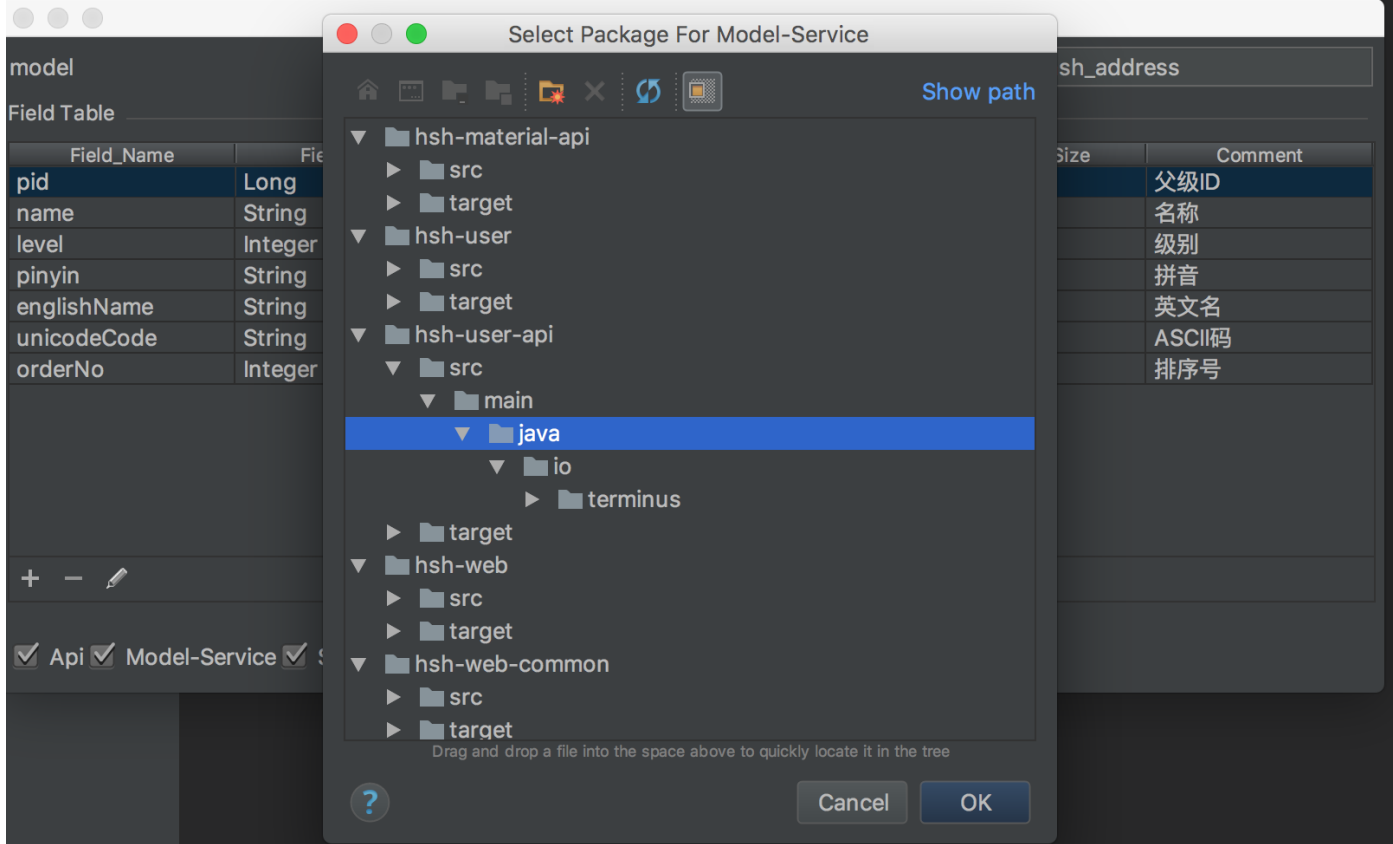 Select Package For Model-Service
model
sh_address
Show path
Field Table
Field_Name
Comment
pid Long 父级ID
name String 名称
level Integer 级别
pinyin String 拼音
englishName String 英文名
unicodeCode String ASCII码
orderNo Integer 排序号
hsh-material-api
src
target
hsh-user
src
target
hsh-user-api
src
main
java
io
terminus
target
hsh-web
src
target
hsh-web-common
src
target
Drag and drop a file into the space above to quickly locate it in the tree
Api Model-Service
? Cancel OK